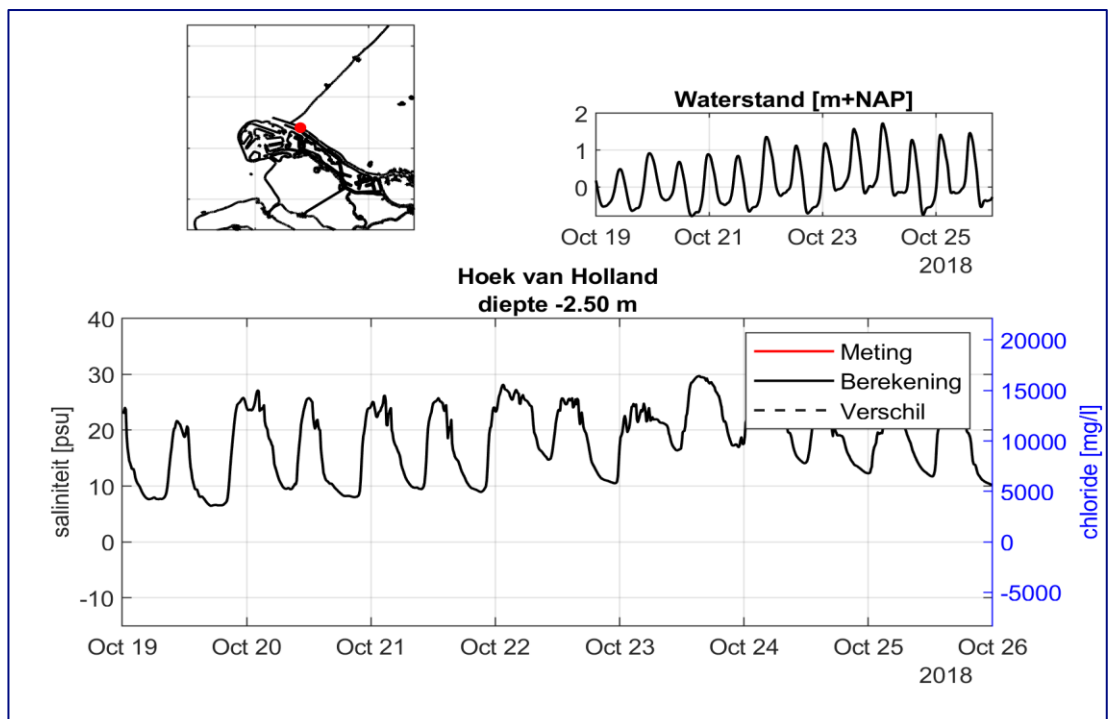 Waterstand [m+NAP]
2
1
0
Oct 19 Oct 21 Oct 23 Oct 25
2018
Hoek van Holland
diepte -2.50 m
saliniteit [psu]
40
30
20
10
0
-10
Meting
Berekening
Verschil
20000
15000
10000
5000
0
-5000
chloride [mg/l]
Oct 19 Oct 20 Oct 21 Oct 22 Oct 23 Oct 24 Oct 25 Oct 26
2018